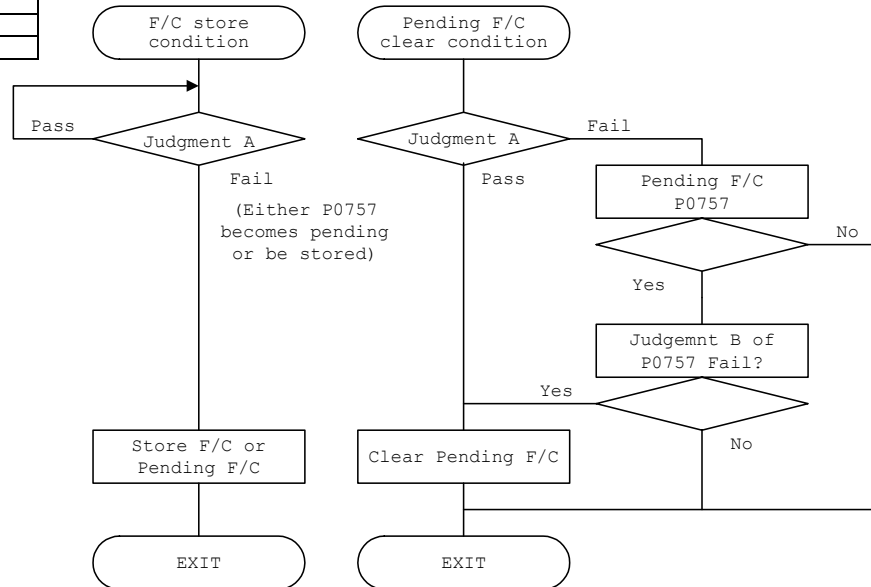 F/C store
condition
Pass
Judgment A
Fail
(Either P0757
becomes pending
or be stored)
Store F/C or
Pending F/C
EXIT
Pending F/C
clear condition
Judgment A
Fail
Pass
Pending F/C
P0757
No
Yes
Judgemnt B of
P0757 Fail?
Yes
No
Clear Pending F/C
EXIT